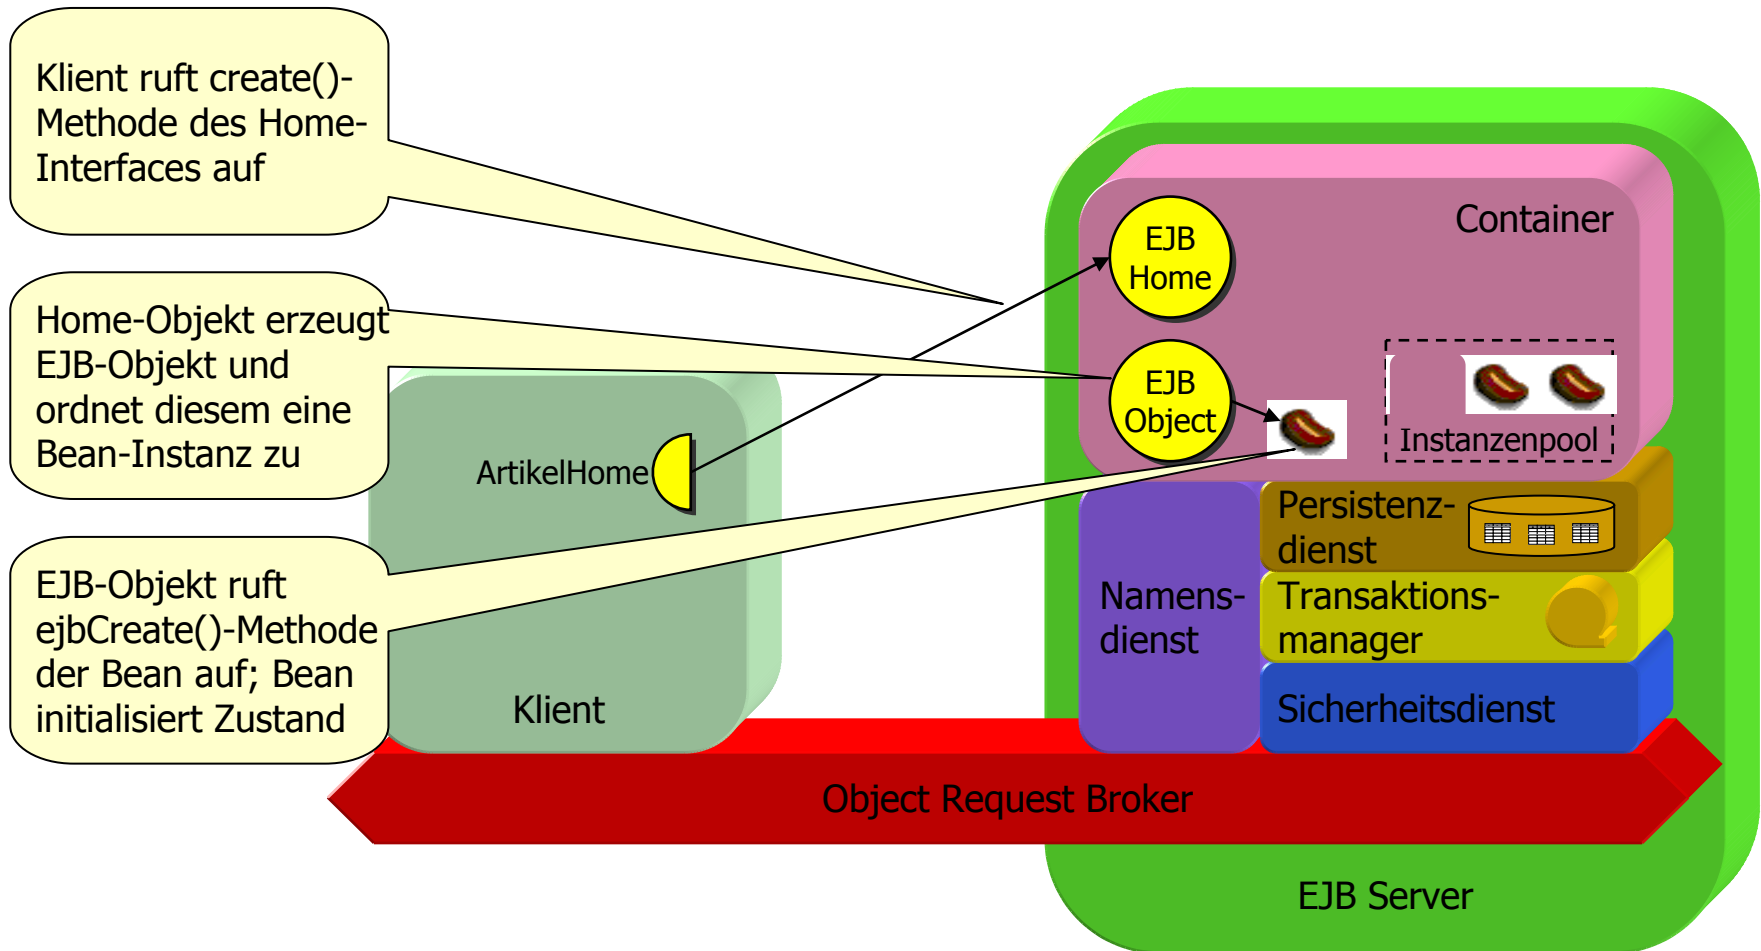 Klient ruft create()-
Methode des Home-
Interfaces auf
Home-Objekt erzeugt
EJB-Objekt und
ordnet diesem eine
Bean-Instanz zu
EJB-Objekt ruft
ejbCreate()-Methode
der Bean auf; Bean
initialisiert Zustand
ArtikelHome
Klient
Container
EJB
Home
EJB
Object
Instanzenpool
Namens-
dienst
Persistenz-
dienst
Transaktions-
manager
Sicherheitsdienst
Object Request Broker
EJB Server